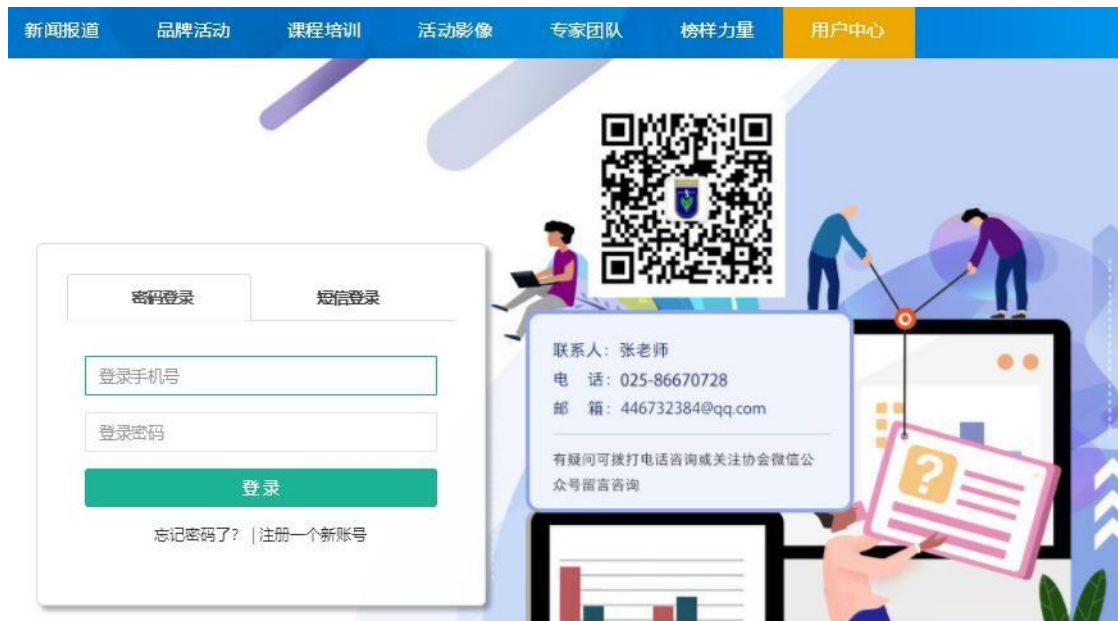 新闻报道 品牌活动 课程培训 活动影像 专家团队 榜样力量 用户中心
密码登录 短信登录
登录手机号
登录密码
登录
忘记密码了? |注册一个新账号
联系人：张老师
电 话：025-86670728
邮 箱：446732384@qq.com
有疑问可拨打电话咨询或关注协会微信公
众号留言咨询